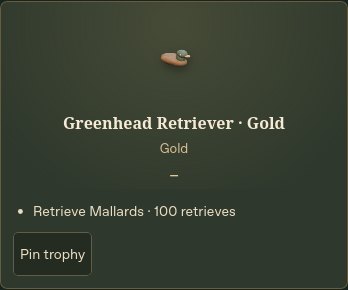 Greenhead Retriever · Gold
Gold
–
• Retrieve Mallards · 100 retrieves
Pin trophy